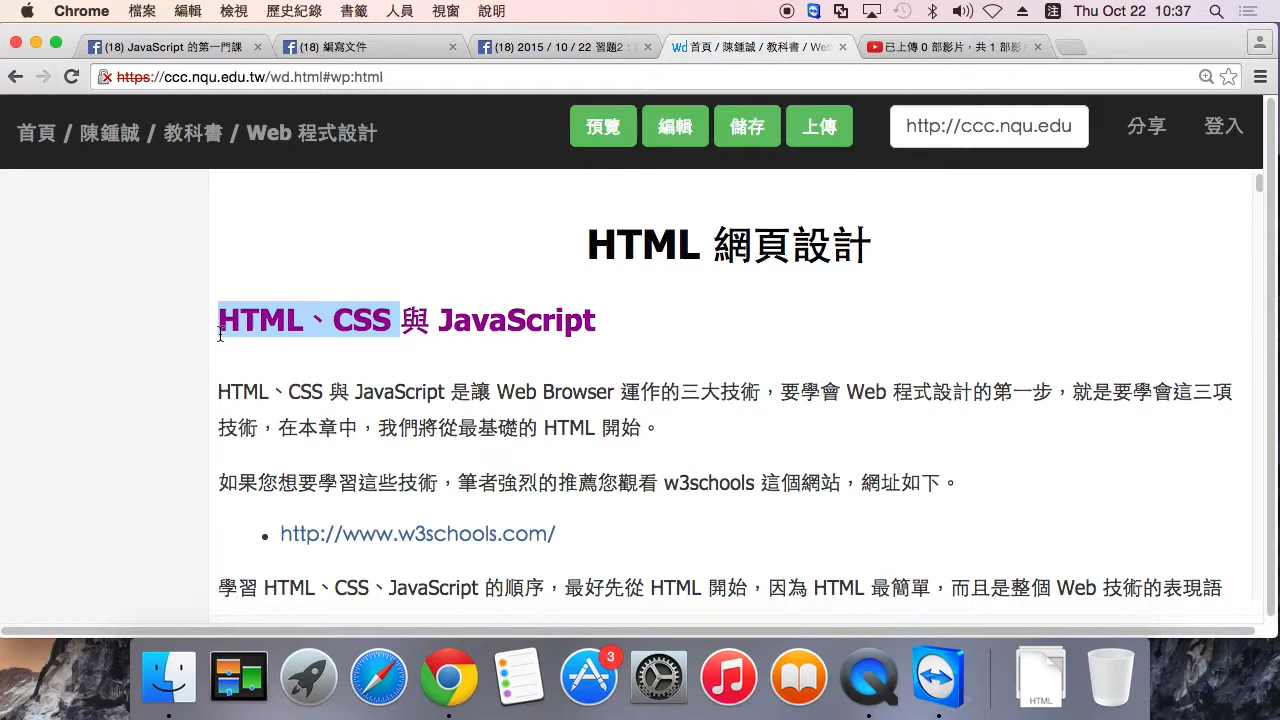 Chrome 檔案 編輯 檢視 歷史紀錄 書籤 人員 視窗 說明 注 Thu Oct 22 10:37
(18) JavaScript 的第一門課 (18) 編寫文件 (18) 2015 / 10 / 22 習題2： Wd 首頁 / 陳鍾誠 / 教科書 / Web 已上傳 0 部影片，共 1 部影片
https://ccc.nqu.edu.tw/wd.html#wp:html
首頁 / 陳鍾誠 / 教科書 / Web 程式設計 預覽 編輯 儲存 上傳 http://ccc.nqu.edu 分享 登入
HTML 網頁設計
HTML、CSS 與 JavaScript
HTML、CSS 與 JavaScript 是讓 Web Browser 運作的三大技術，要學會 Web 程式設計的第一步，就是要學會這三項
技術，在本章中，我們將從最基礎的 HTML 開始。
如果您想要學習這些技術，筆者強烈的推薦您觀看 w3schools 這個網站，網址如下。
• http://www.w3schools.com/
學習 HTML、CSS、JavaScript 的順序，最好先從 HTML 開始，因為 HTML 最簡單，而且是整個 Web 技術的表現語
3
HTML